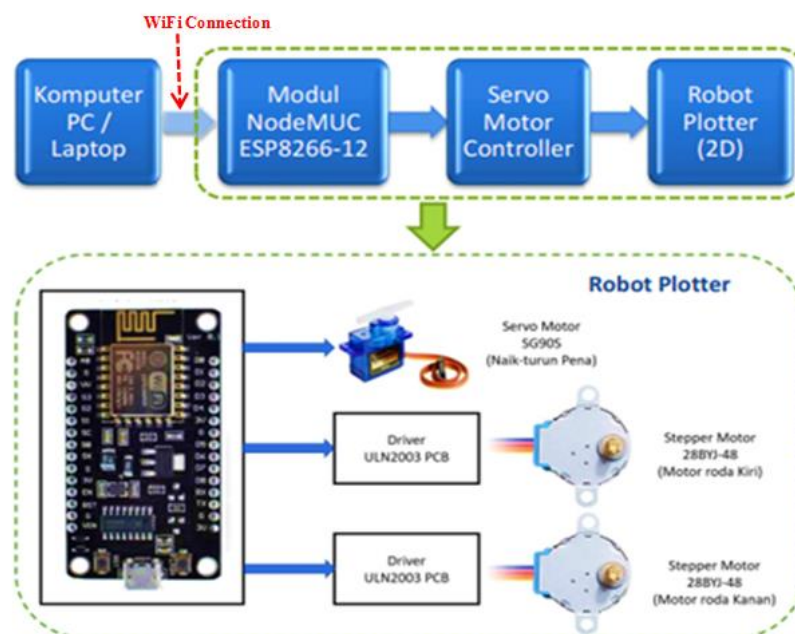 WiFi Connection
Komputer
PC /
Laptop
Modul
NodeMUC
ESP8266-12
Servo
Motor
Controller
Robot
Plotter
(2D)
Robot Plotter
Servo Motor
SG90S
(Naik-turun Pena)
Driver
ULN2003 PCB
Stepper Motor
28BYJ-48
(Motor roda Kiri)
Driver
ULN2003 PCB
Stepper Motor
28BYJ-48
(Motor roda Kanan)